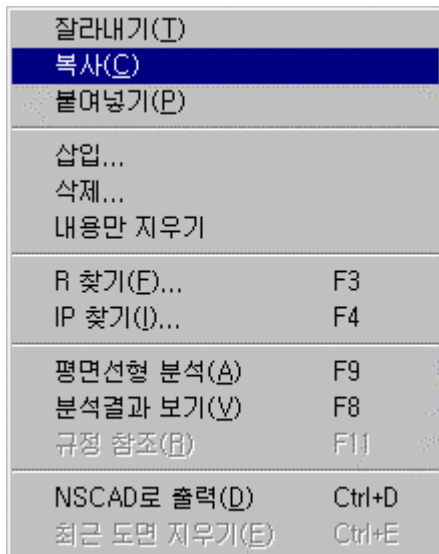 잘라내기(T)
복사(C)
붙여넣기(P)
삽입...
삭제...
내용만 지우기
R 찾기(F)... F3
IP 찾기(I)... F4
평면선형 분석(A) F9
분석결과 보기(V) F8
규정 참조(R) F11
NSCAD로 출력(D) Ctrl+D
최근 도면 지우기(E) Ctrl+E